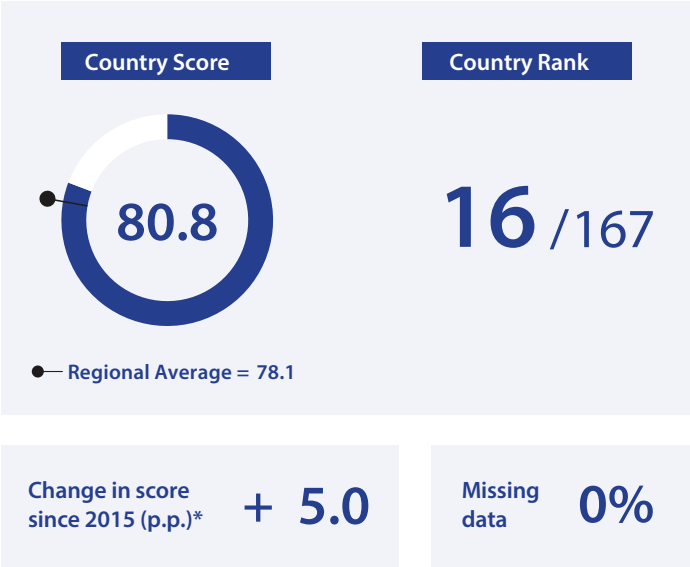 Country Score
Country Rank
80.8
16 /167
Regional Average = 78.1
Change in score
since 2015 (p.p.)*
+ 5.0
Missing
data
0%